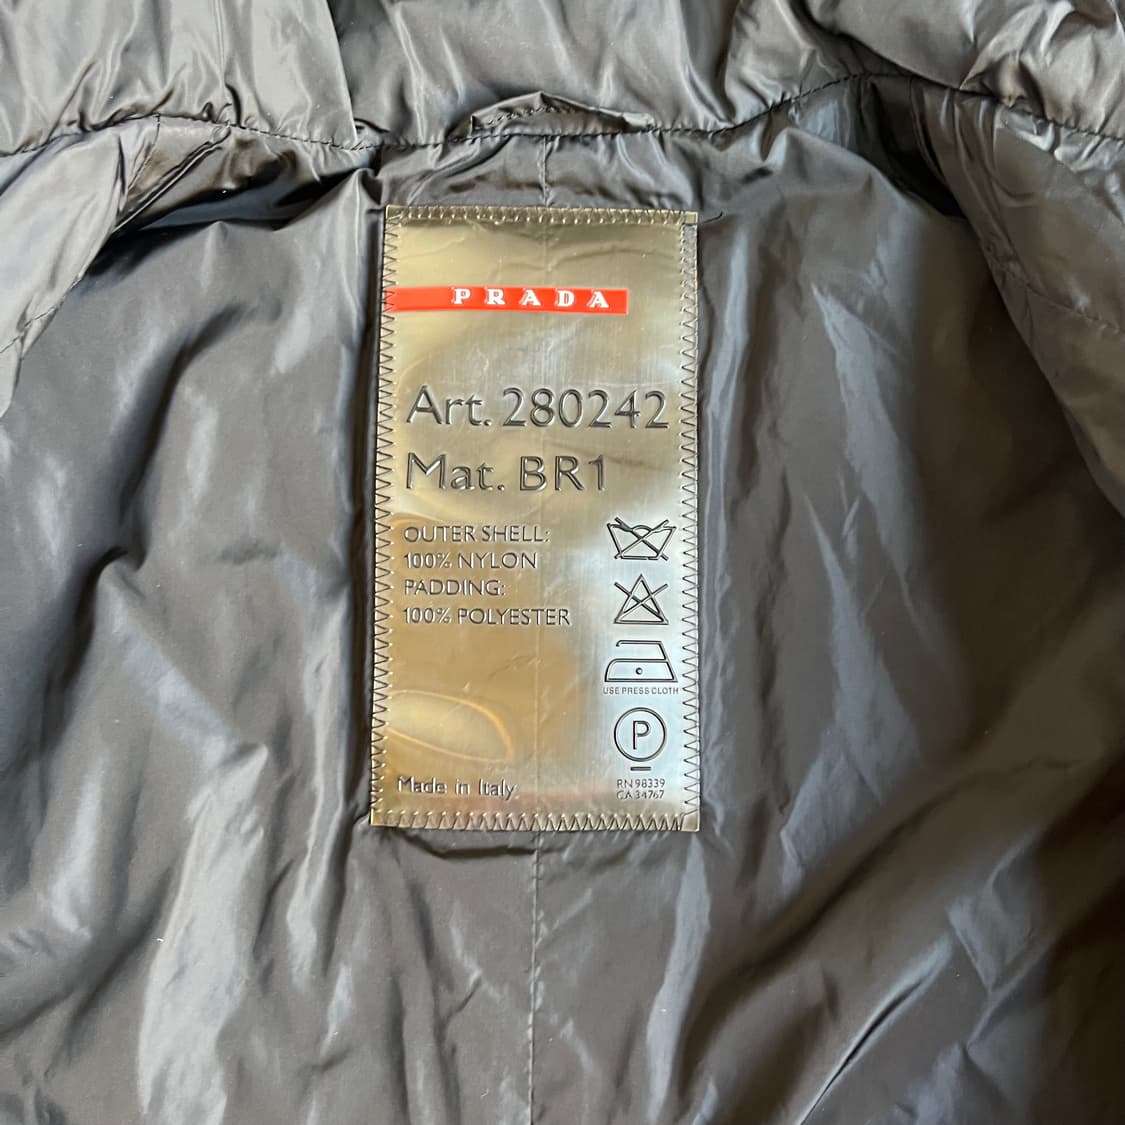 PRADA
Art. 280242
Mat. BR1
OUTER SHELL:
100% NYLON
PADDING:
100% POLYESTER
USE PRESS CLOTH
P
Made in Italy.
RN 98339
CA 34767